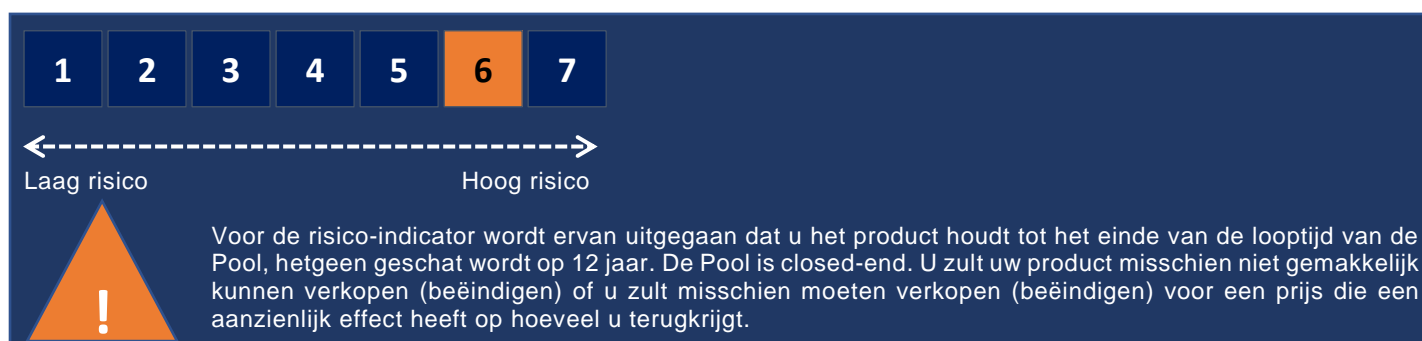 1 2 3 4 5 6 7
Laag risico Hoog risico
Voor de risico-indicator wordt ervan uitgegaan dat u het product houdt tot het einde van de looptijd van de
Pool, hetgeen geschat wordt op 12 jaar. De Pool is closed-end. U zult uw product misschien niet gemakkelijk
kunnen verkopen (beëindigen) of u zult misschien moeten verkopen (beëindigen) voor een prijs die een
aanzienlijk effect heeft op hoeveel u terugkrijgt.
!